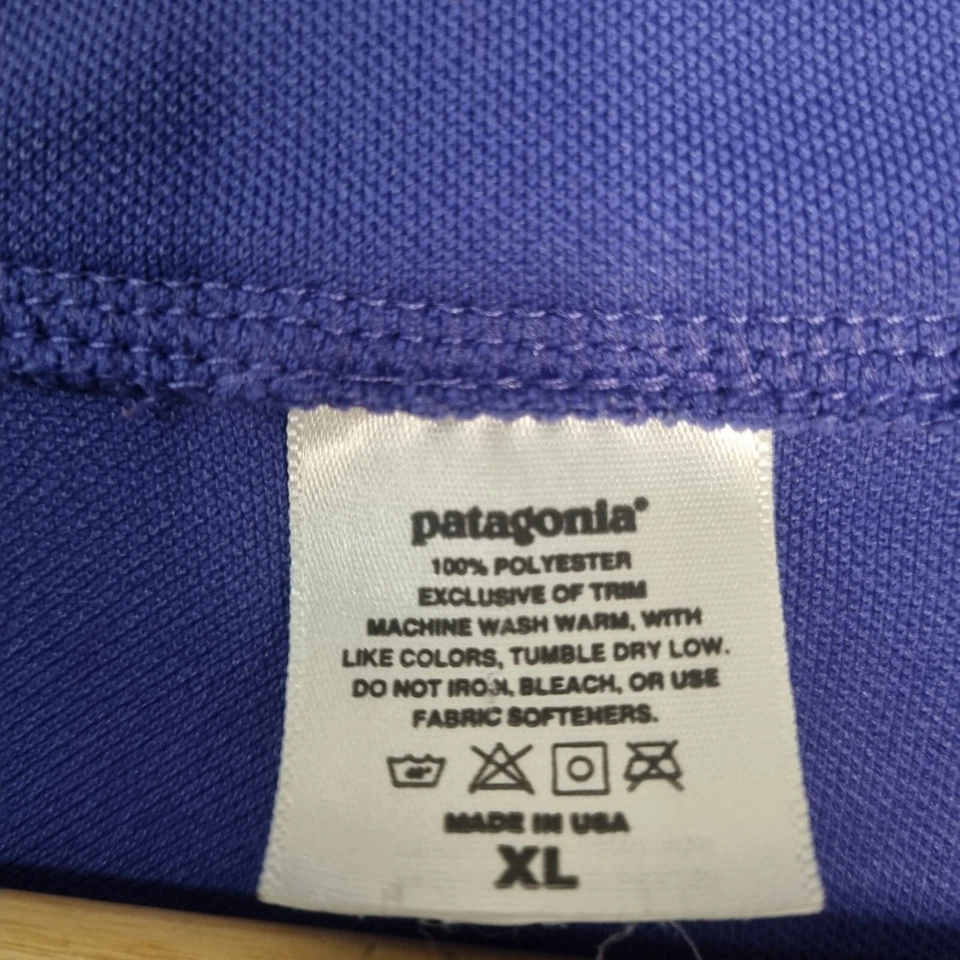 patagonia®
100% POLYESTER
EXCLUSIVE OF TRIM
MACHINE WASH WARM, WITH
LIKE COLORS, TUMBLE DRY LOW.
DO NOT IRON, BLEACH, OR USE
FABRIC SOFTENERS.
40°
MADE IN USA
XL